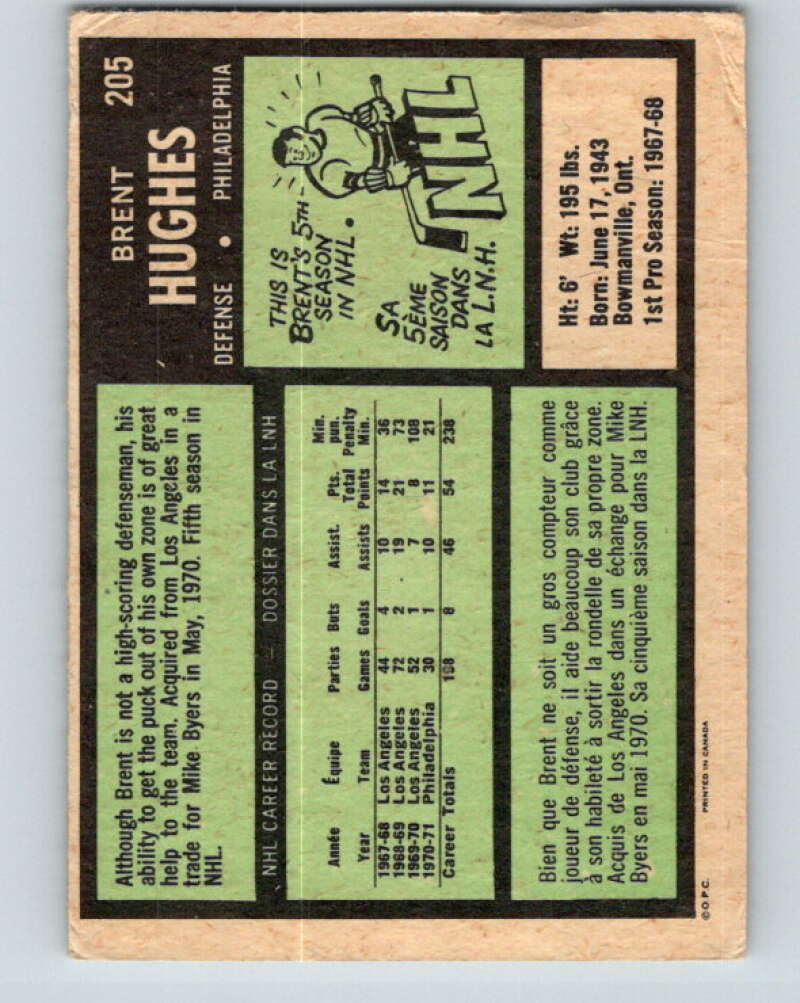 BRENT 205
HUGHES
DEFENSE • PHILADELPHIA
Although Brent is not a high-scoring defenseman, his
ability to get the puck out of his own zone is of great
help to the team. Acquired from Los Angeles in a
trade for Mike Byers in May, 1970. Fifth season in
NHL.
THIS IS
BRENT'S 5TH
SEASON
IN NHL.
SA
5ÈME
SAISON
DANS
LA L.N.H.
NHL
NHL CAREER RECORD — DOSSIER DANS LA LNH
Min.
Pts. pun.
Année Équipe Parties Buts Assist. Total Penalty
Year Team Games Goals Assists Points Min.
1967-68 Los Angeles 44 4 10 14 36
1968-69 Los Angeles 72 2 19 21 73
1969-70 Los Angeles 52 1 7 8 108
1970-71 Philadelphia 30 1 10 11 21
Career Totals 198 8 46 54 238
Ht: 6' Wt: 195 lbs.
Born: June 17, 1943
Bowmanville, Ont.
1st Pro Season: 1967-68
Bien que Brent ne soit un gros compteur comme
joueur de défense, il aide beaucoup son club grâce
à son habileté à sortir la rondelle de sa propre zone.
Acquis de Los Angeles dans un échange pour Mike
Byers en mai 1970. Sa cinquième saison dans la LNH.
©O.P.C. PRINTED IN CANADA